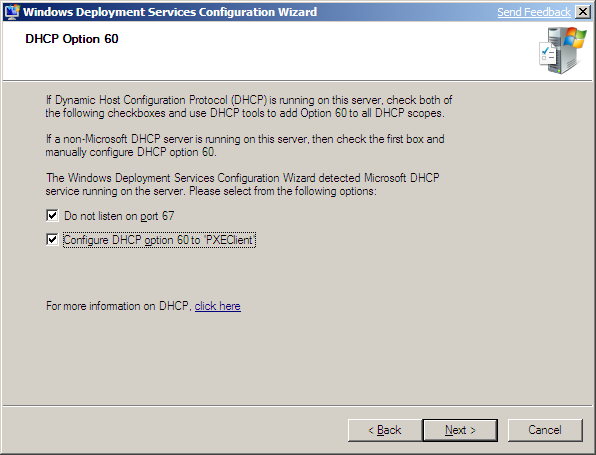 Windows Deployment Services Configuration Wizard
Send Feedback
DHCP Option 60
If Dynamic Host Configuration Protocol (DHCP) is running on this server, check both of
the following checkboxes and use DHCP tools to add Option 60 to all DHCP scopes.
If a non-Microsoft DHCP server is running on this server, then check the first box and
manually configure DHCP option 60.
The Windows Deployment Services Configuration Wizard detected Microsoft DHCP
service running on the server. Please select from the following options:
Do not listen on port 67
Configure DHCP option 60 to 'PXEClient'
For more information on DHCP, click here
< Back
Next >
Cancel